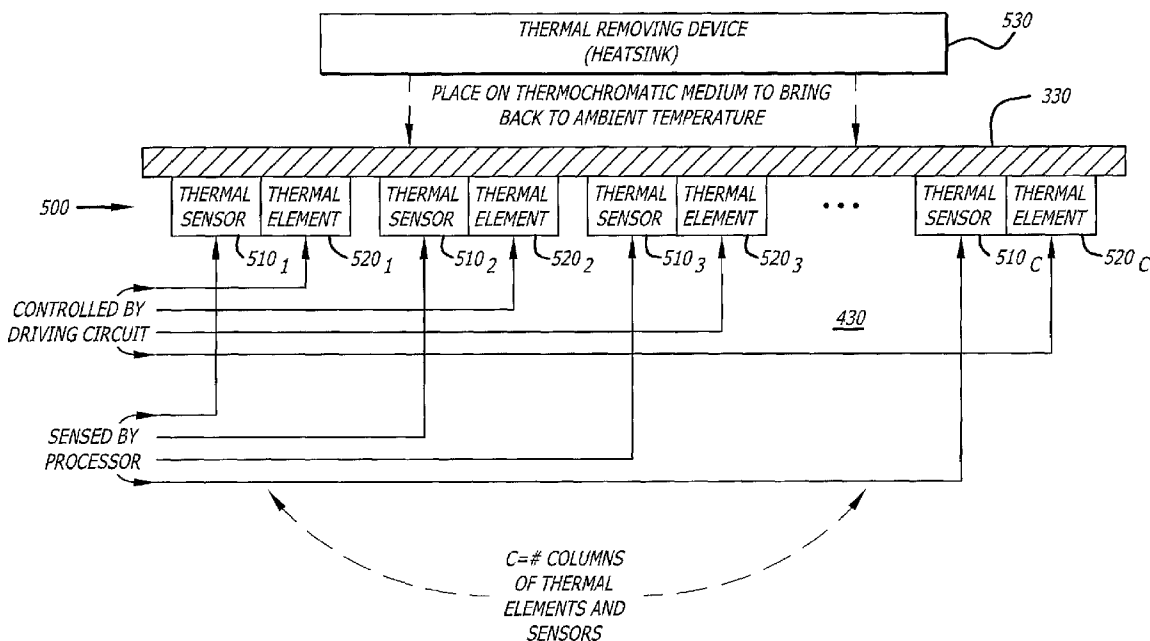 THERMAL REMOVING DEVICE
(HEATSINK)
530
PLACE ON THERMOCHROMATIC MEDIUM TO BRING
BACK TO AMBIENT TEMPERATURE
330
500
THERMAL SENSOR
THERMAL ELEMENT
THERMAL SENSOR
THERMAL ELEMENT
THERMAL SENSOR
THERMAL ELEMENT
•••
THERMAL SENSOR
THERMAL ELEMENT
510 1
520 1
510 2
520 2
510 3
520 3
510 C
520 C
CONTROLLED BY
DRIVING CIRCUIT
430
SENSED BY
PROCESSOR
C=# COLUMNS
OF THERMAL
ELEMENTS AND
SENSORS